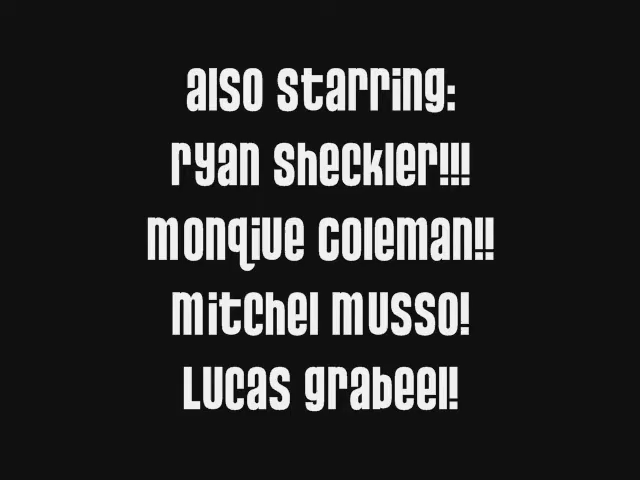 also starring:
ryan sheckler!!!
monqiue coleman!!
mitchel musso!
Lucas grabeel!